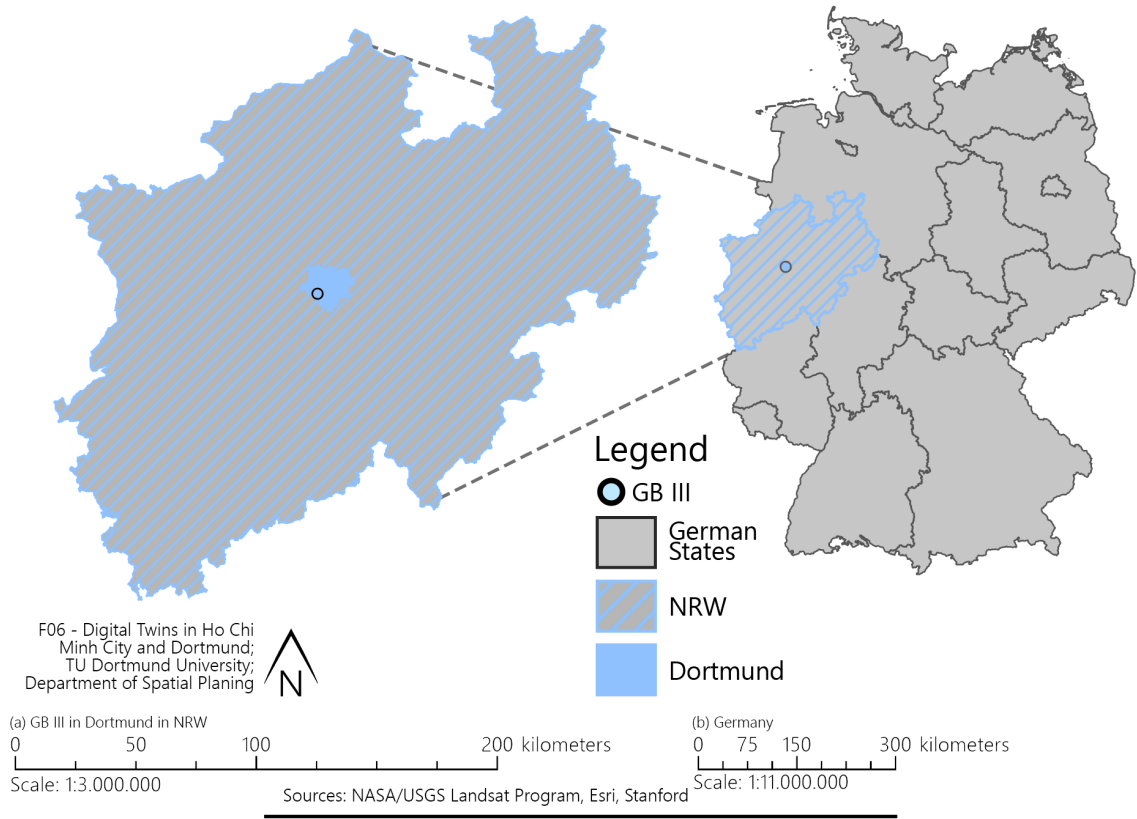 Legend
GB III
German
States
NRW
Dortmund
F06 - Digital Twins in Ho Chi
Minh City and Dortmund;
TU Dortmund University;
Department of Spatial Planing
N
(a) GB III in Dortmund in NRW
0 50 100 200 kilometers
Scale: 1:3.000.000
(b) Germany
0 75 150 300 kilometers
Scale: 1:11.000.000
Sources: NASA/USGS Landsat Program, Esri, Stanford